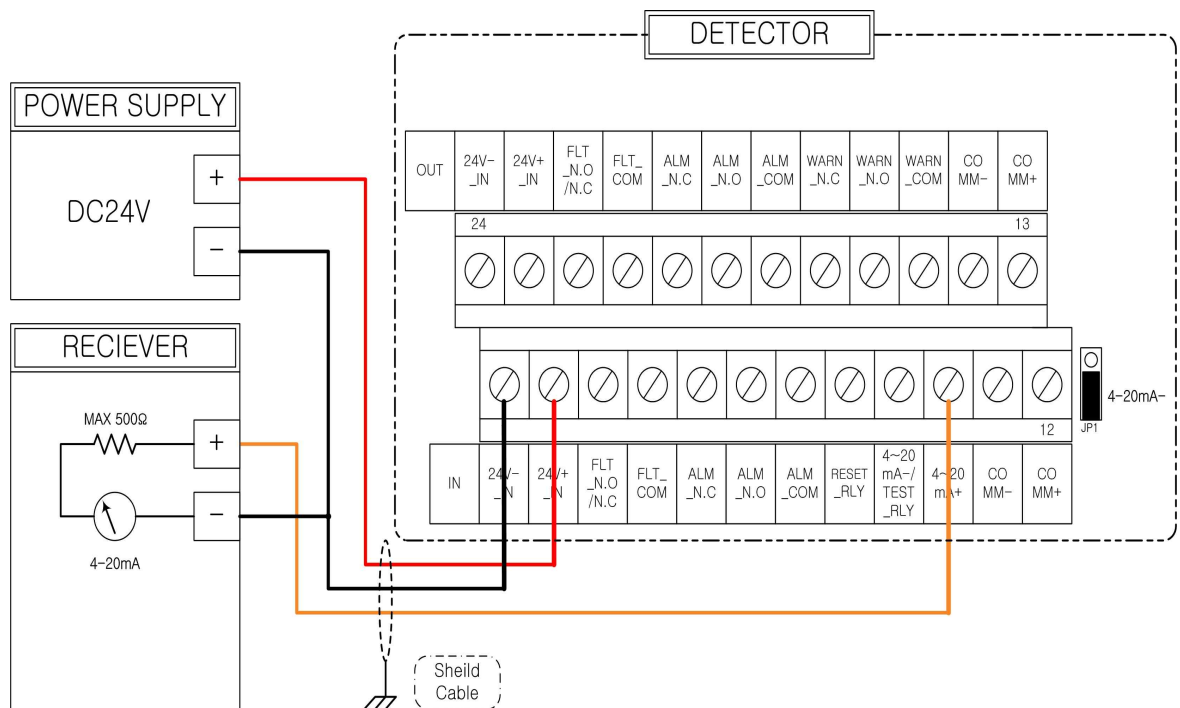 DETECTOR
POWER SUPPLY
DC24V
+
−
OUT
24V-
_IN
24V+
_IN
FLT
_N.O
/N.C
FLT_
COM
ALM
_N.C
ALM
_N.O
ALM
_COM
WARN
_N.C
WARN
_N.O
WARN
_COM
CO
MM-
CO
MM+
24
13
RECIEVER
MAX 500Ω
+
−
4-20mA
4-20mA-
JP1
12
IN
24V-
_IN
24V+
_IN
FLT
_N.O
/N.C
FLT_
COM
ALM
_N.C
ALM
_N.O
ALM
_COM
RESET
_RLY
4~20
mA-/
TEST
_RLY
4~20
mA+
CO
MM-
CO
MM+
Sheild
Cable